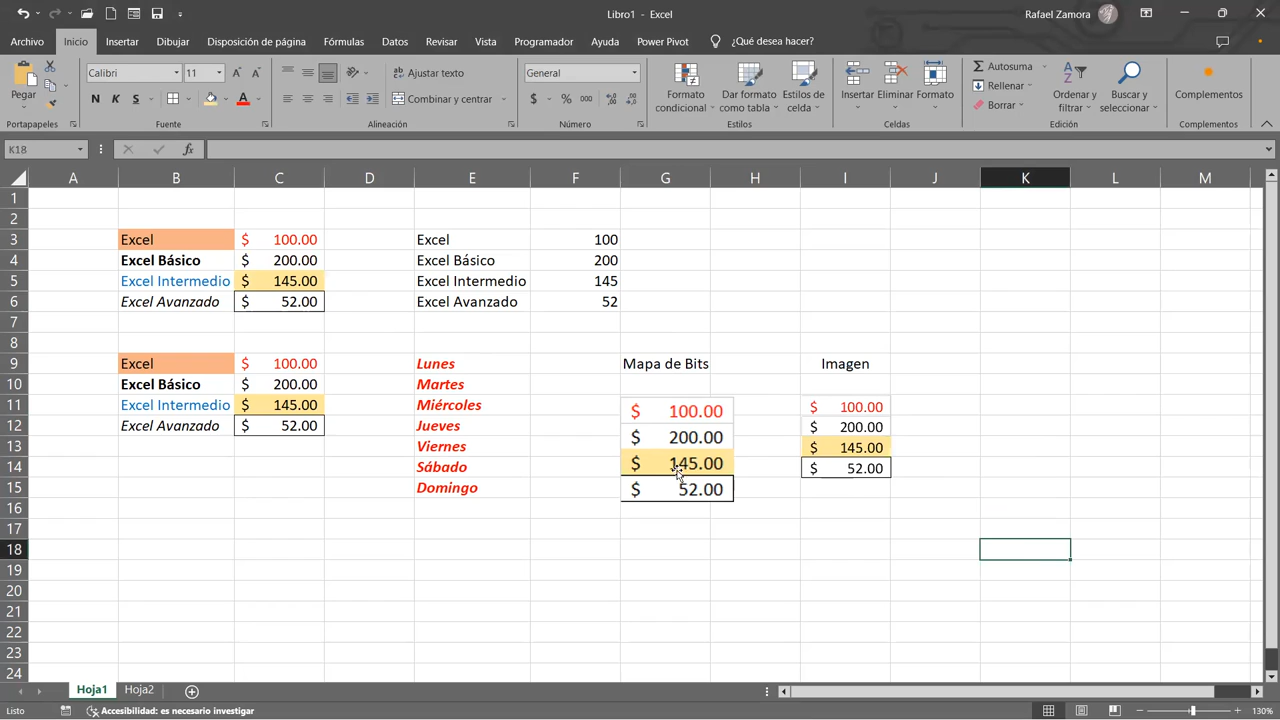 Libro1 - Excel
Rafael Zamora
Archivo Inicio Insertar Dibujar Disposición de página Fórmulas Datos Revisar Vista Programador Ayuda Power Pivot ¿Qué desea hacer?
Pegar
Calibri 11
N K S
Ajustar texto
Combinar y centrar
General
$ % 000
Formato condicional
Dar formato como tabla
Estilos de celda
Insertar Eliminar Formato
Autosuma
Rellenar
Borrar
Ordenar y filtrar
Buscar y seleccionar
Complementos
Portapapeles Fuente Alineación Número Estilos Celdas Edición Complementos
K18 fx
A B C D E F G H I J K L M
1
2
3 Excel $ 100.00 Excel 100
4 Excel Básico $ 200.00 Excel Básico 200
5 Excel Intermedio $ 145.00 Excel Intermedio 145
6 Excel Avanzado $ 52.00 Excel Avanzado 52
7
8
9 Excel $ 100.00 Lunes Mapa de Bits Imagen
10 Excel Básico $ 200.00 Martes
11 Excel Intermedio $ 145.00 Miércoles $ 100.00 $ 100.00
12 Excel Avanzado $ 52.00 Jueves $ 200.00 $ 200.00
13 Viernes $ 145.00 $ 145.00
14 Sábado $ 52.00 $ 52.00
15 Domingo
16
17
18
19
20
21
22
23
24
Hoja1 Hoja2
Listo Accesibilidad: es necesario investigar 130%